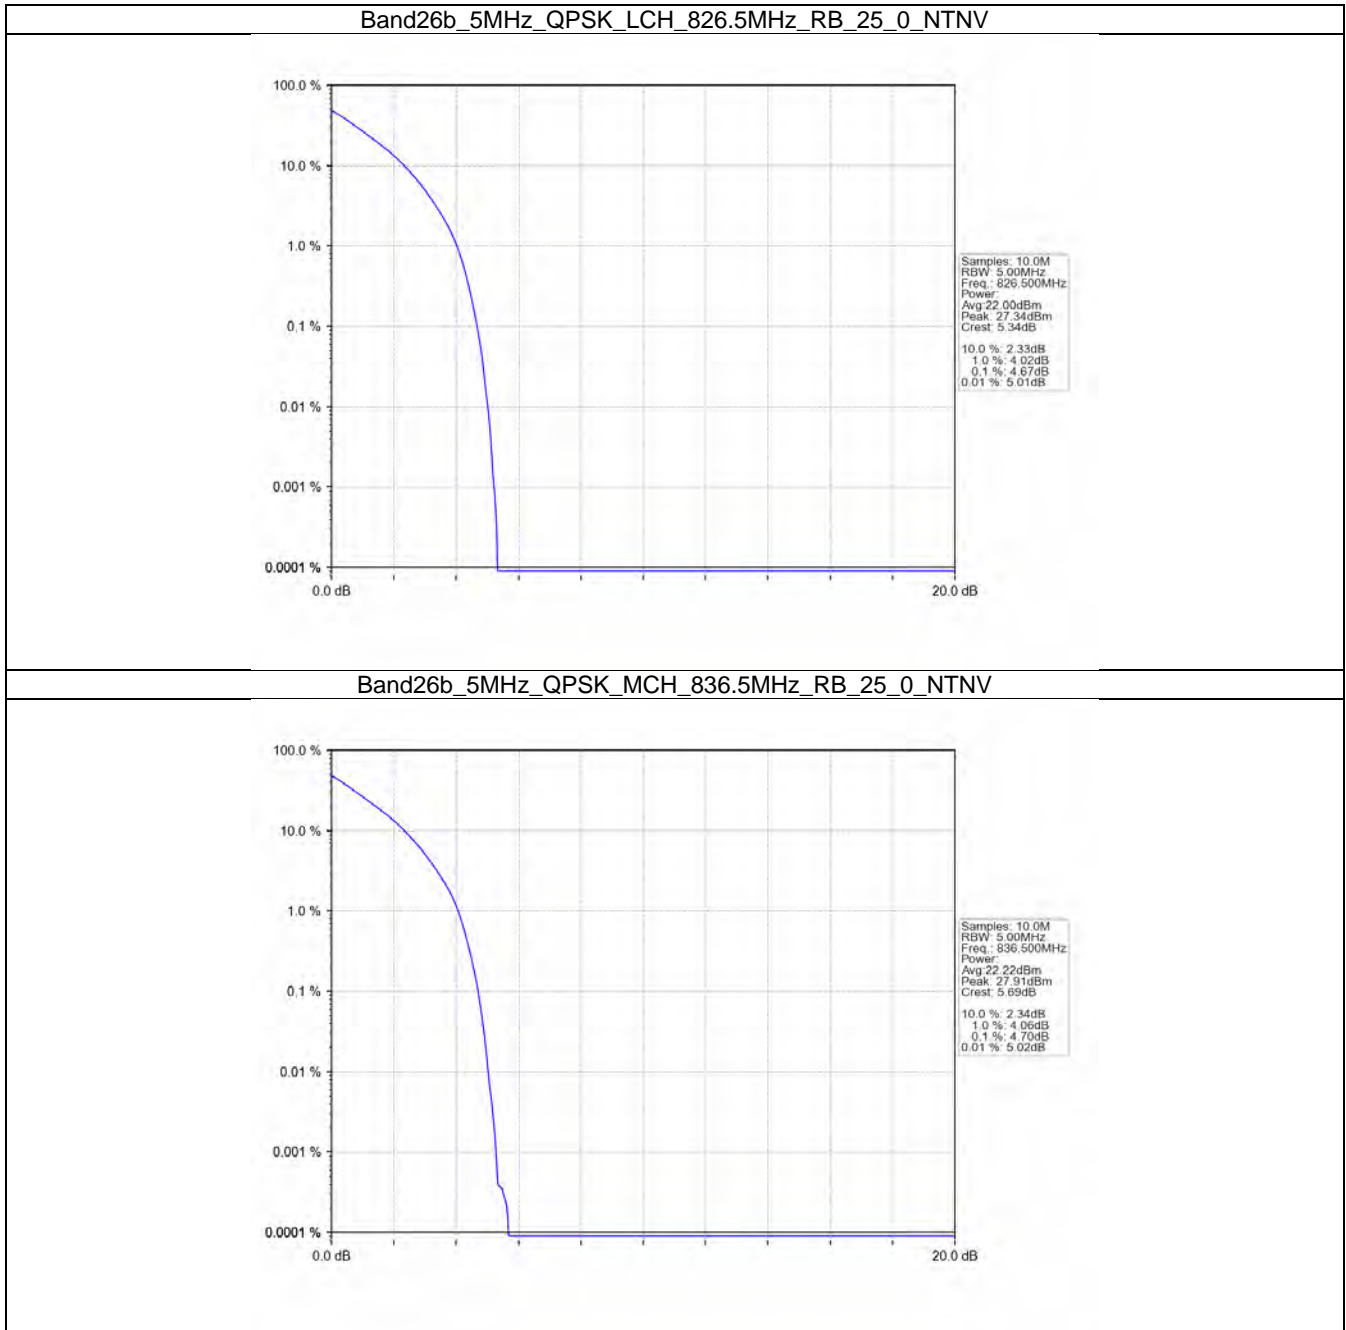 Band26b_5MHz_QPSK_LCH_826.5MHz_RB_25_0_NTNV
100.0 %
10.0 %
1.0 %
0.1 %
0.01 %
0.001 %
0.0001 %
0.0 dB
20.0 dB
Samples: 10.0M
RBW: 5.00MHz
Freq.: 826.500MHz
Power:
Avg:22.00dBm
Peak: 27.34dBm
Crest: 5.34dB
10.0 %: 2.33dB
1.0 %: 4.02dB
0.1 %: 4.67dB
0.01 %: 5.01dB
Band26b_5MHz_QPSK_MCH_836.5MHz_RB_25_0_NTNV
100.0 %
10.0 %
1.0 %
0.1 %
0.01 %
0.001 %
0.0001 %
0.0 dB
20.0 dB
Samples: 10.0M
RBW: 5.00MHz
Freq.: 836.500MHz
Power:
Avg:22.22dBm
Peak: 27.91dBm
Crest: 5.69dB
10.0 %: 2.34dB
1.0 %: 4.06dB
0.1 %: 4.70dB
0.01 %: 5.02dB